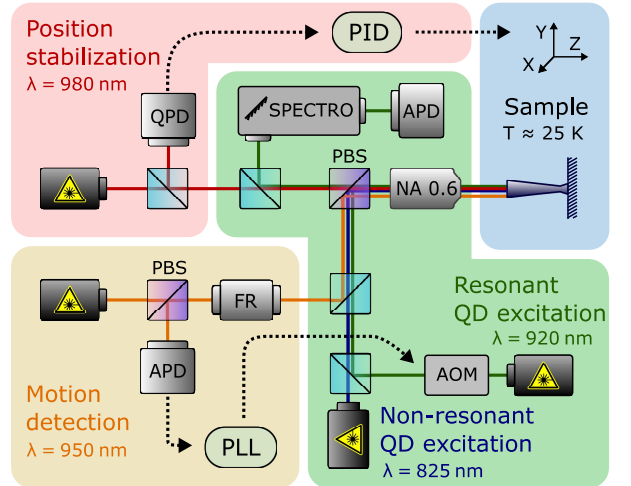 Position
stabilization
λ = 980 nm
PID
QPD
SPECTRO
APD
Y
Z
X
Sample
T ≈ 25 K
PBS
NA 0.6
PBS
FR
APD
Motion
detection
λ = 950 nm
PLL
Resonant
QD excitation
λ = 920 nm
AOM
Non-resonant
QD excitation
λ = 825 nm